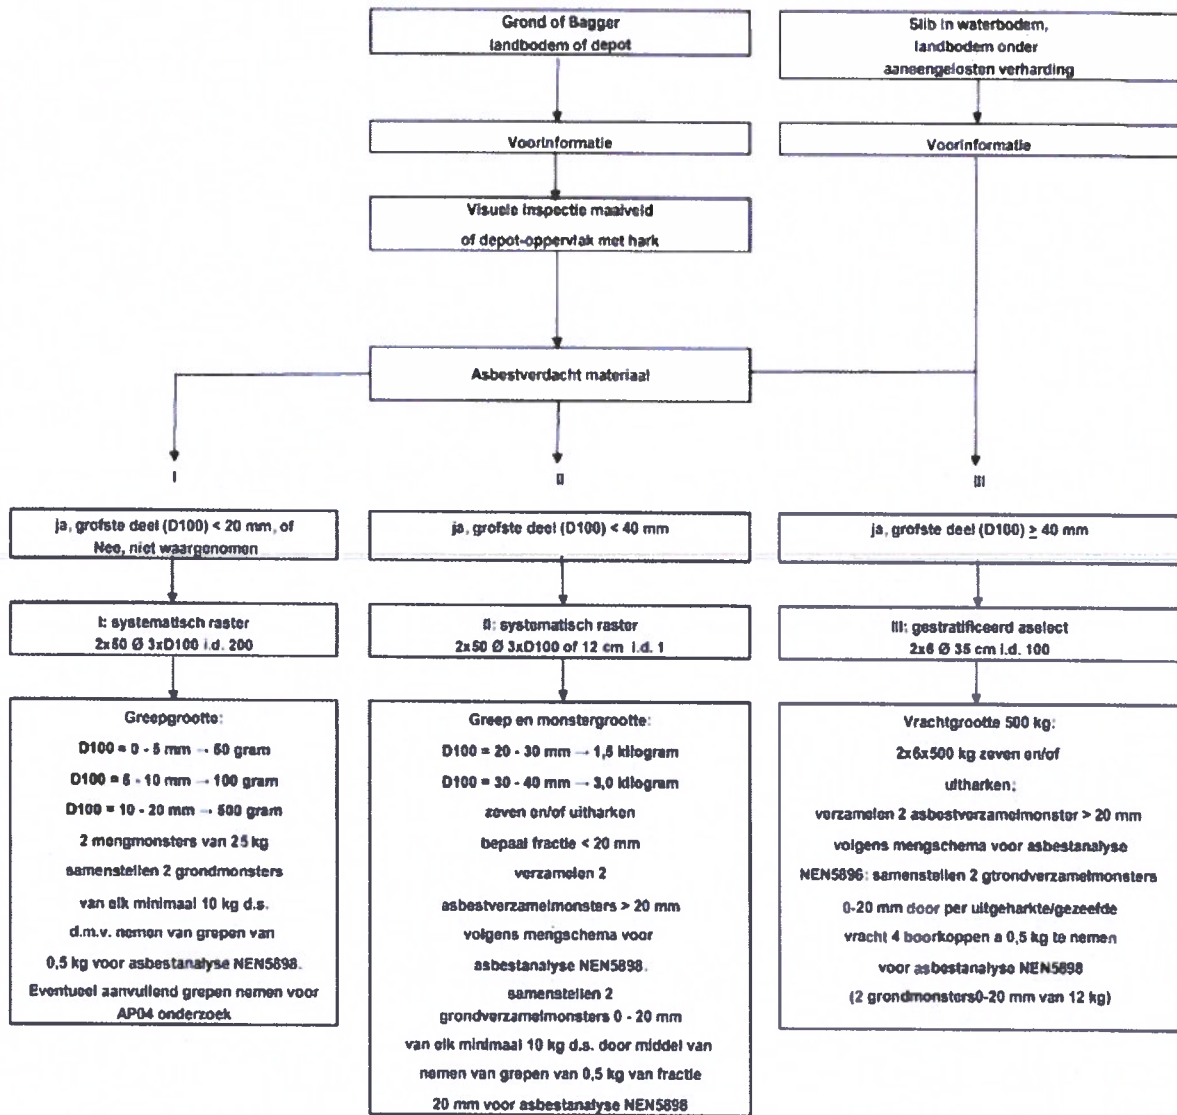 Grond of Bagger
landbodem of depot
Slib in waterbodem,
landbodem onder
aaneengelosten verharding
Voorinformatie
Voorinformatie
Visuele inspectie maaiveld
of depot-oppervlak met hark
Asbestverdacht materiaal
I
II
III
ja, grofste deel (D100) < 20 mm, of
Nee, niet waargenomen
ja, grofste deel (D100) < 40 mm
ja, grofste deel (D100) ≥ 40 mm
I: systematisch raster
2x50 Ø 3xD100 i.d. 200
II: systematisch raster
2x50 Ø 3xD100 of 12 cm i.d. 1
III: gestratificeerd aselect
2x6 Ø 35 cm i.d. 100
Greepgrootte:
D100 = 0 - 5 mm → 50 gram
D100 = 6 - 10 mm → 100 gram
D100 = 10 - 20 mm → 500 gram
2 mengmonsters van 25 kg
samenstellen 2 grondmonsters
van elk minimaal 10 kg d.s.
d.m.v. nemen van grepen van
0,5 kg voor asbestanalyse NEN5898.
Eventueel aanvullend grepen nemen voor
AP04 onderzoek
Greep en monstergrootte:
D100 = 20 - 30 mm → 1,5 kilogram
D100 = 30 - 40 mm → 3,0 kilogram
zeven en/of uitharken
bepaal fractie < 20 mm
verzamelen 2
asbestverzamelmonsters > 20 mm
volgens mengschema voor
asbestanalyse NEN5898.
samenstellen 2
grondverzamelmonsters 0 - 20 mm
van elk minimaal 10 kg d.s. door middel van
nemen van grepen van 0,5 kg van fractie
20 mm voor asbestanalyse NEN5898
Vrachtgrootte 500 kg:
2x6x500 kg zeven en/of
uitharken;
verzamelen 2 asbestverzamelmonster > 20 mm
volgens mengschema voor asbestanalyse
NEN5896: samenstellen 2 gtrondverzamelmonsters
0-20 mm door per uitgeharkte/gezeefde
vracht 4 boorkoppen a 0,5 kg te nemen
voor asbestanalyse NEN5898
(2 grondmonsters0-20 mm van 12 kg)